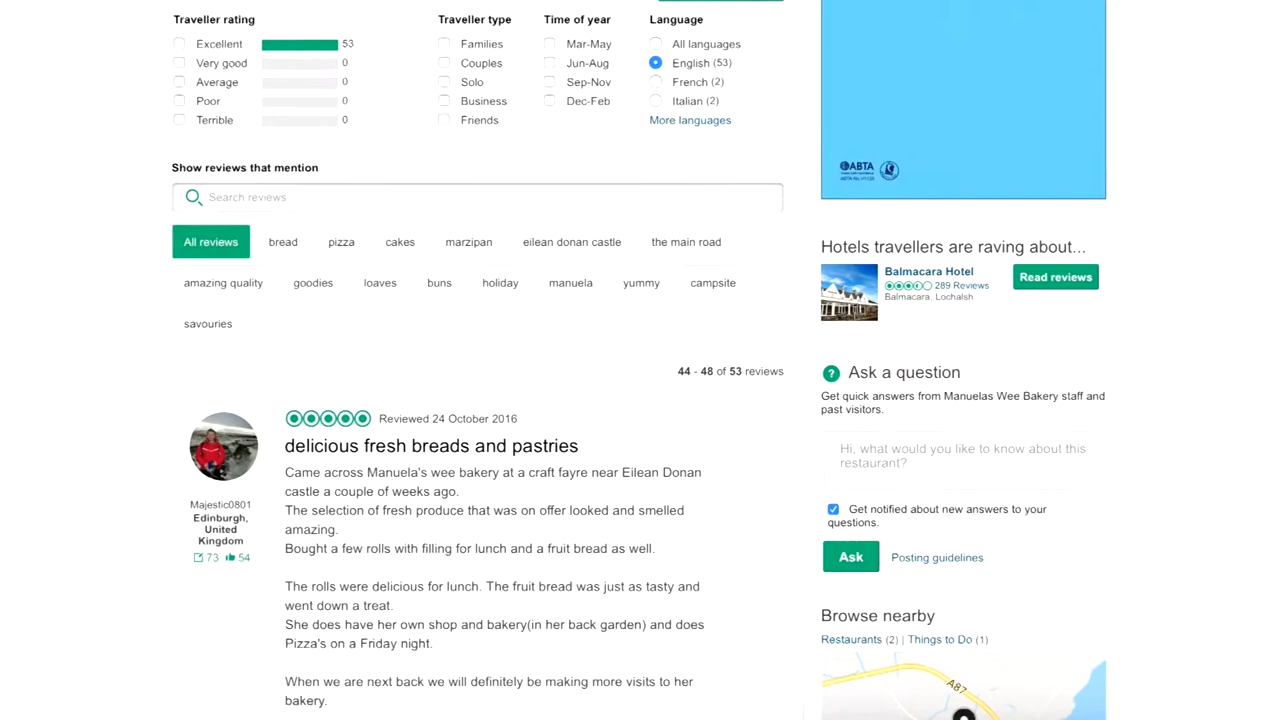 Traveller rating
Excellent 53
Very good 0
Average 0
Poor 0
Terrible 0
Traveller type
Families
Couples
Solo
Business
Friends
Time of year
Mar-May
Jun-Aug
Sep-Nov
Dec-Feb
Language
All languages
English (53)
French (2)
Italian (2)
More languages
Show reviews that mention
Search reviews
All reviews bread pizza cakes marzipan eilean donan castle the main road
amazing quality goodies loaves buns holiday manuela yummy campsite
savouries
44 - 48 of 53 reviews
Reviewed 24 October 2016
delicious fresh breads and pastries
Majestic0801
Edinburgh,
United
Kingdom
73 54
Came across Manuela's wee bakery at a craft fayre near Eilean Donan
castle a couple of weeks ago.
The selection of fresh produce that was on offer looked and smelled
amazing.
Bought a few rolls with filling for lunch and a fruit bread as well.
The rolls were delicious for lunch. The fruit bread was just as tasty and
went down a treat.
She does have her own shop and bakery(in her back garden) and does
Pizza's on a Friday night.
When we are next back we will definitely be making more visits to her
bakery.
ABTA
Hotels travellers are raving about...
Balmacara Hotel
289 Reviews
Balmacara, Lochalsh
Read reviews
? Ask a question
Get quick answers from Manuelas Wee Bakery staff and
past visitors.
Hi, what would you like to know about this
restaurant?
Get notified about new answers to your
questions.
Ask Posting guidelines
Browse nearby
Restaurants (2) | Things to Do (1)
A87